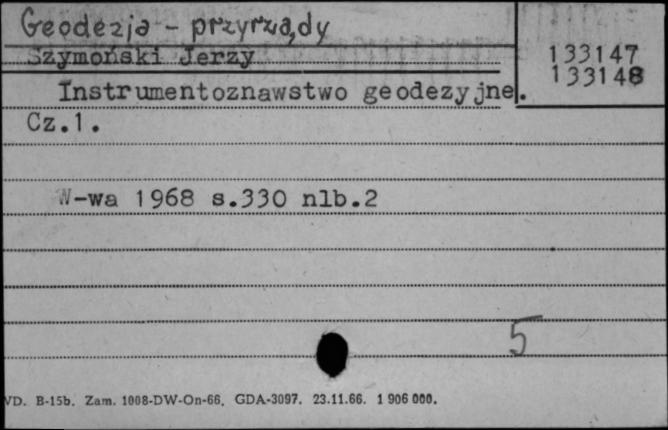 Geodezja - przyrządy
Szymoński Jerzy
133147
133148
Instrumentoznawstwo geodezyjne.
Cz.1.
W-wa 1968 s.330 nlb.2
5
VD. B-15b. Zam. 1008-DW-On-66. GDA-3097. 23.11.66. 1 906 000.